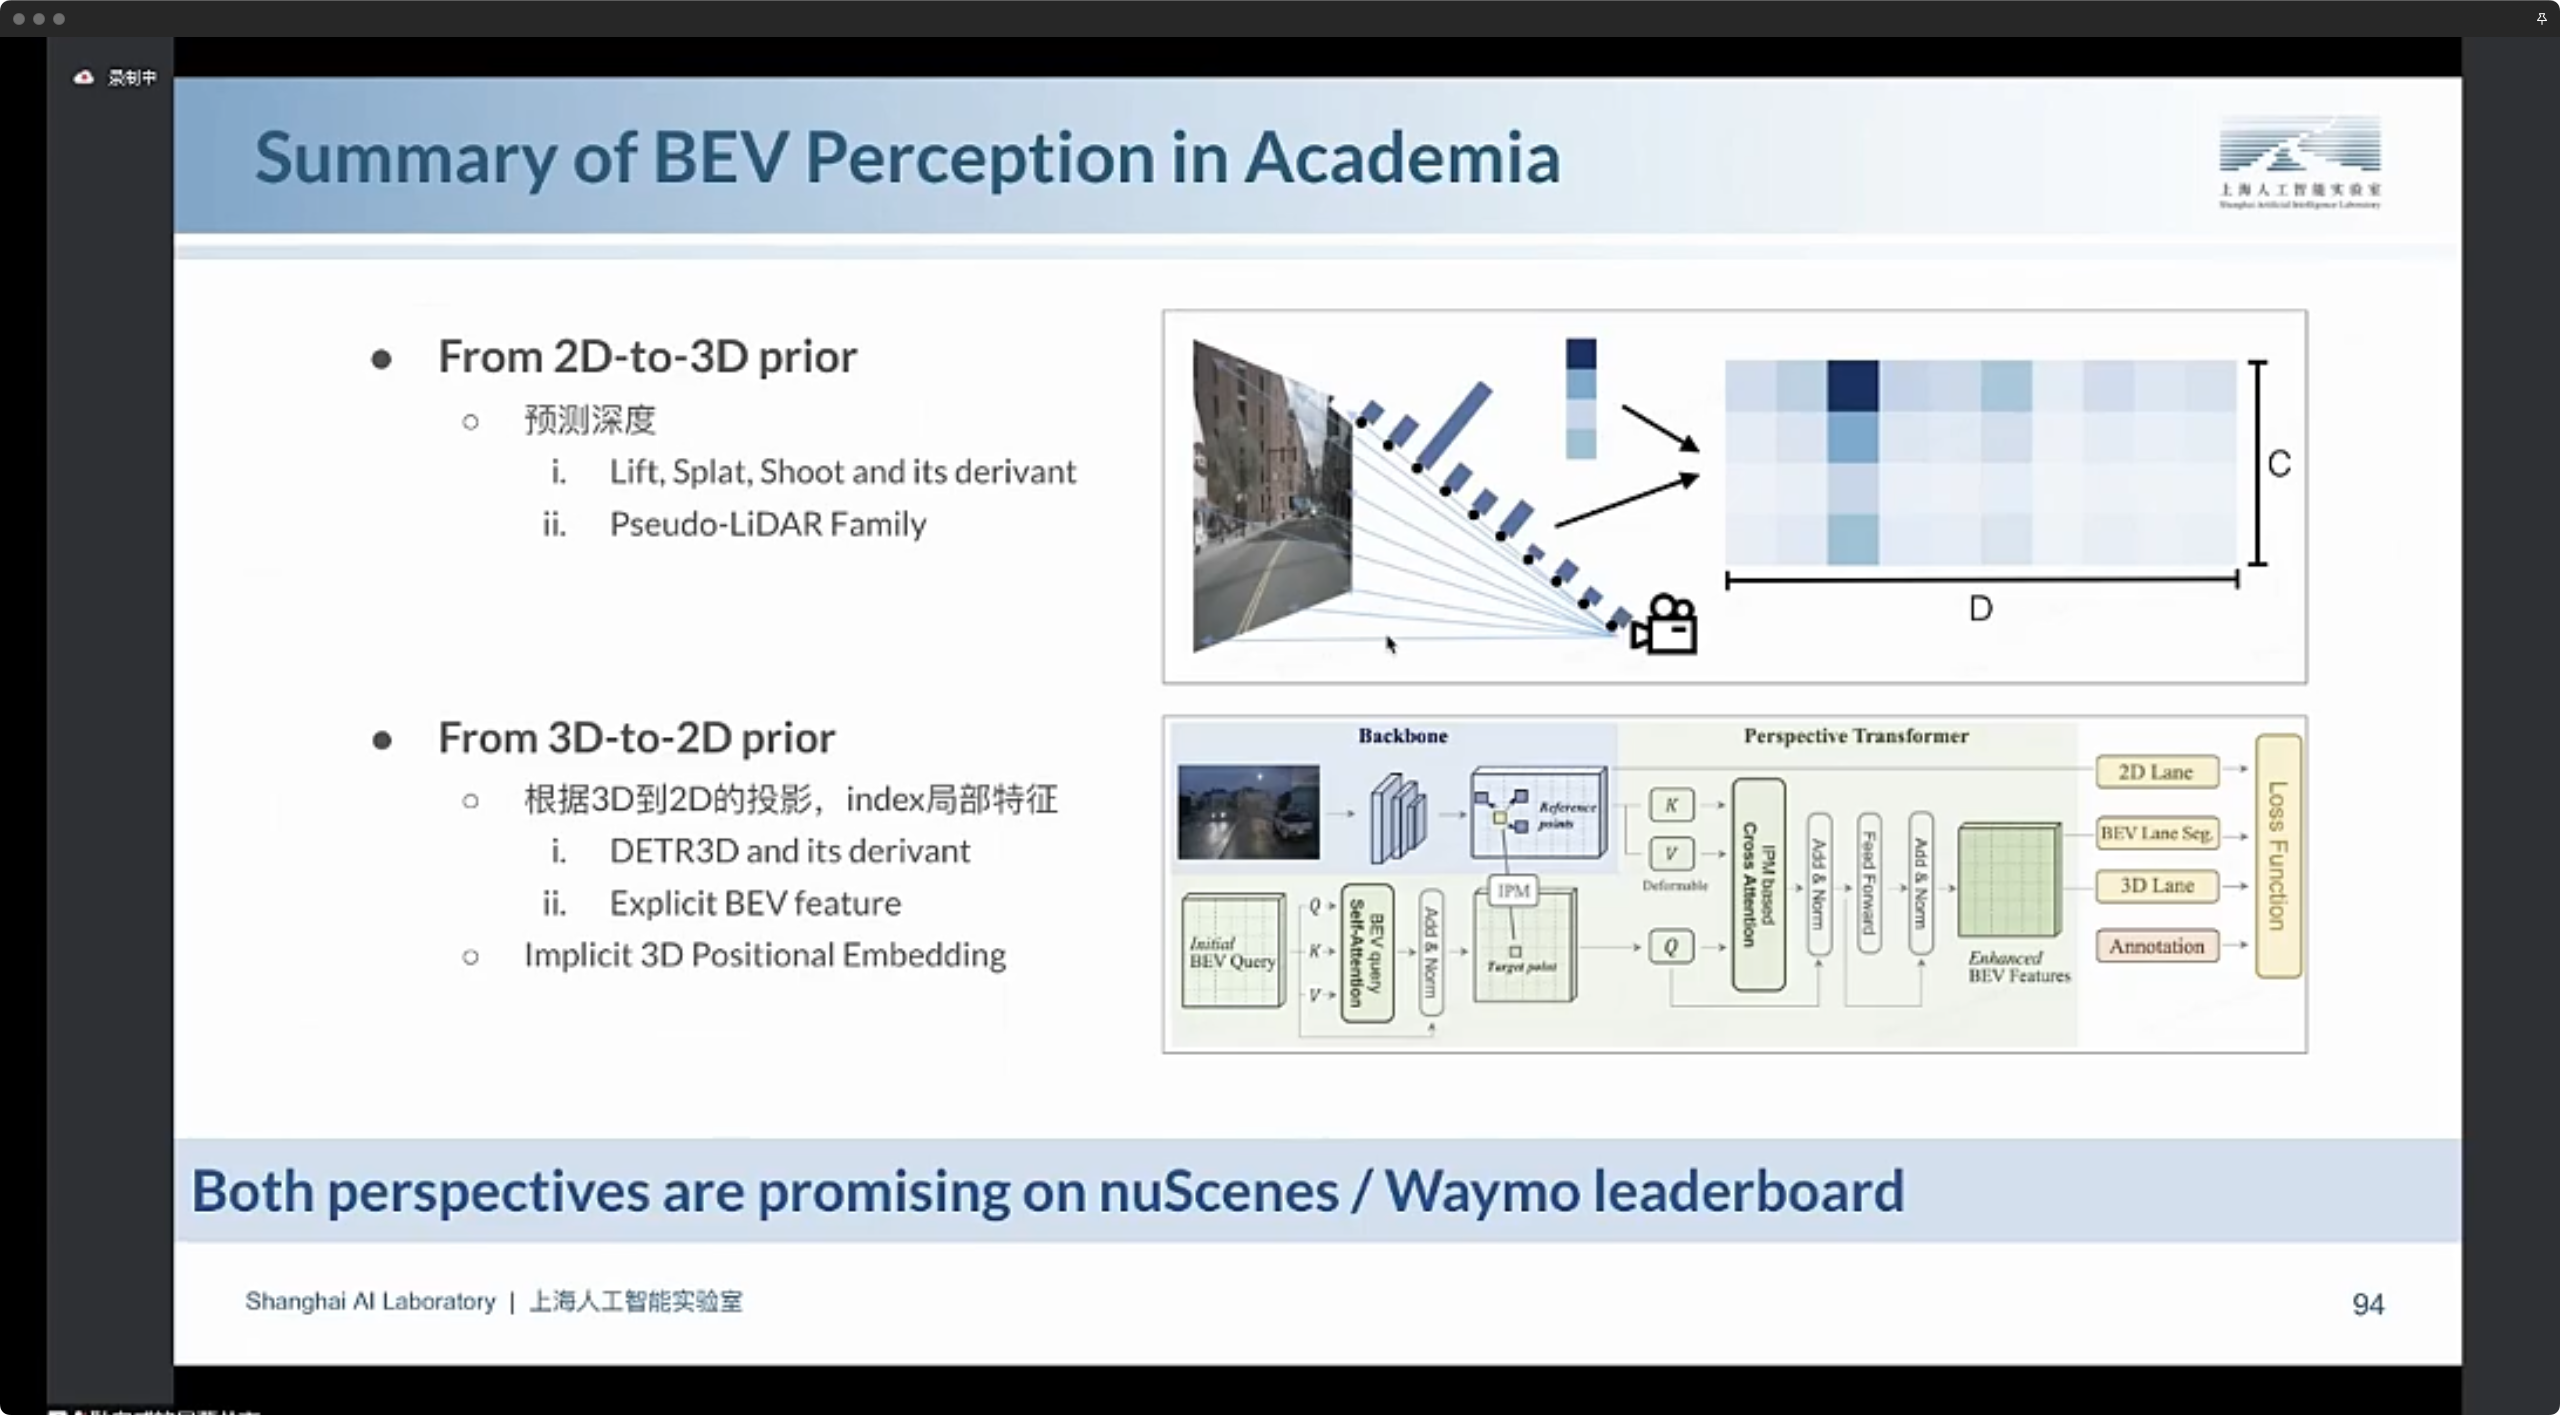 录制中
Summary of BEV Perception in Academia
上海人工智能实验室
Shanghai Artificial Intelligence Laboratory
● From 2D-to-3D prior
○ 预测深度
i. Lift, Splat, Shoot and its derivant
ii. Pseudo-LiDAR Family
C
D
● From 3D-to-2D prior
○ 根据3D到2D的投影，index局部特征
i. DETR3D and its derivant
ii. Explicit BEV feature
○ Implicit 3D Positional Embedding
Backbone
Perspective Transformer
Reference
points
IPM
Initial
BEV Query
Q
K
V
BEV query
Self-Attention
Add & Norm
Target point
K
V
Deformable
Q
IPM based
Cross Attention
Add & Norm
Feed Forward
Add & Norm
Enhanced
BEV Features
2D Lane
BEV Lane Seg.
3D Lane
Annotation
Loss Function
Both perspectives are promising on nuScenes / Waymo leaderboard
Shanghai AI Laboratory | 上海人工智能实验室
94